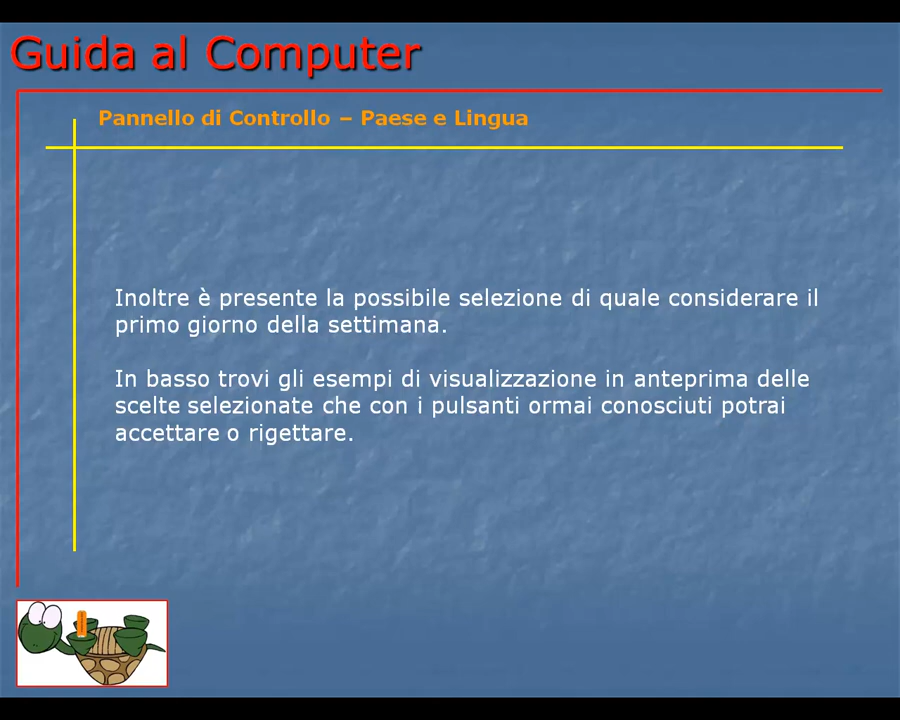 Guida al Computer
Pannello di Controllo – Paese e Lingua
Inoltre è presente la possibile selezione di quale considerare il
primo giorno della settimana.
In basso trovi gli esempi di visualizzazione in anteprima delle
scelte selezionate che con i pulsanti ormai conosciuti potrai
accettare o rigettare.